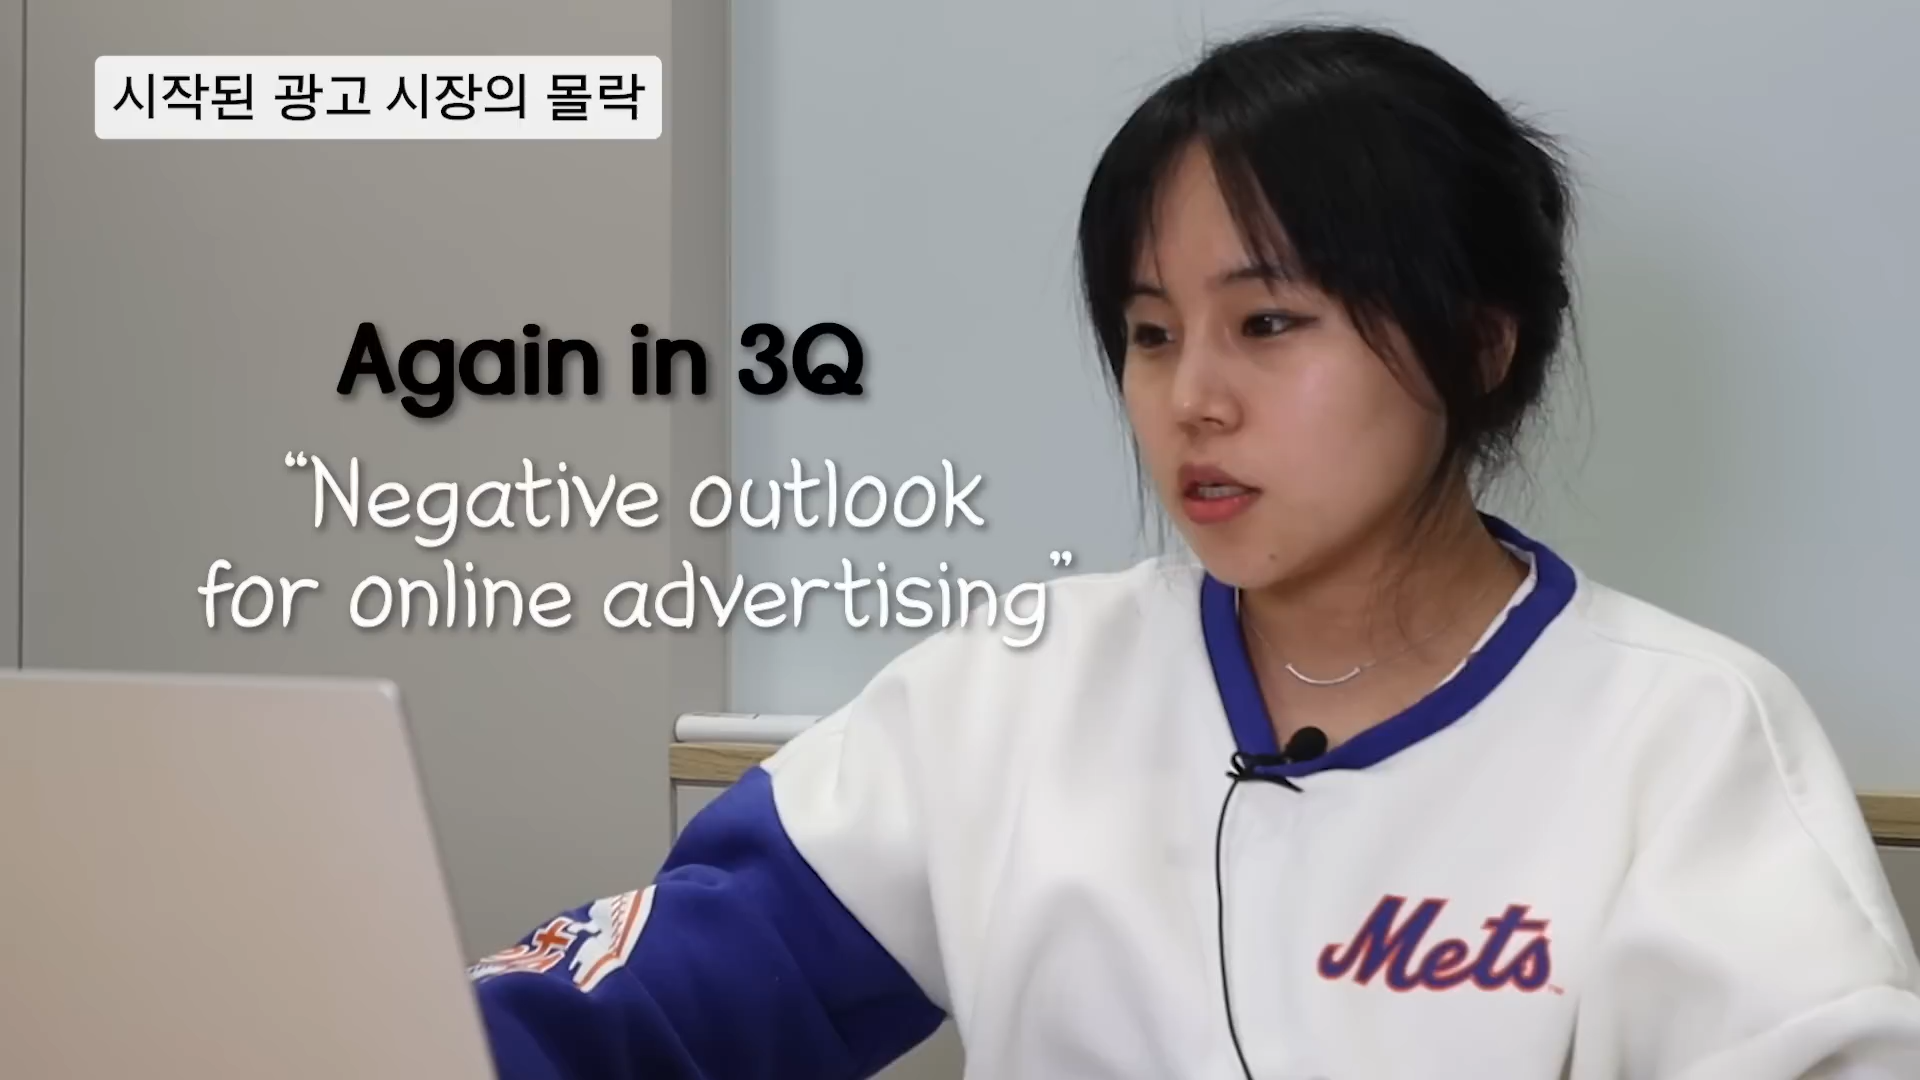 시작된 광고 시장의 몰락
Again in 3Q
“Negative outlook
for online advertising”
Mets